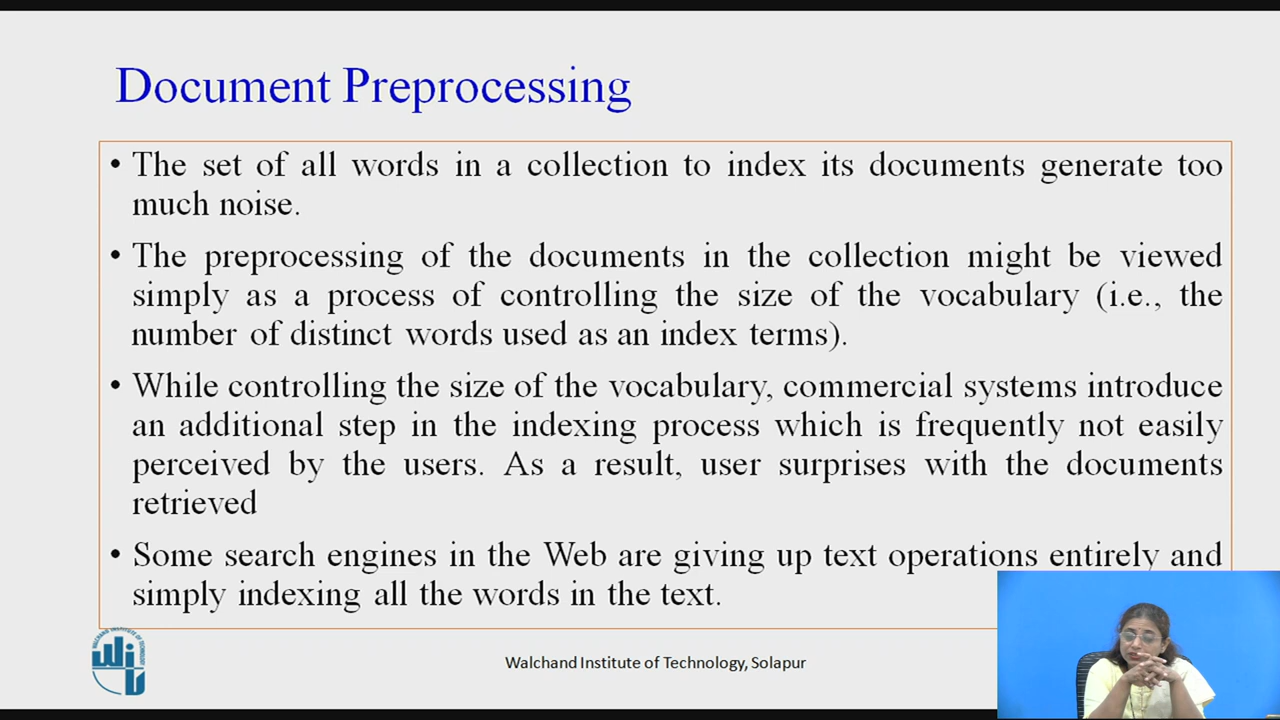 Document Preprocessing
• The set of all words in a collection to index its documents generate too
much noise.
• The preprocessing of the documents in the collection might be viewed
simply as a process of controlling the size of the vocabulary (i.e., the
number of distinct words used as an index terms).
• While controlling the size of the vocabulary, commercial systems introduce
an additional step in the indexing process which is frequently not easily
perceived by the users. As a result, user surprises with the documents
retrieved
• Some search engines in the Web are giving up text operations entirely and
simply indexing all the words in the text.
WALCHAND INSTITUTE OF TECHNOLOGY
Walchand Institute of Technology, Solapur